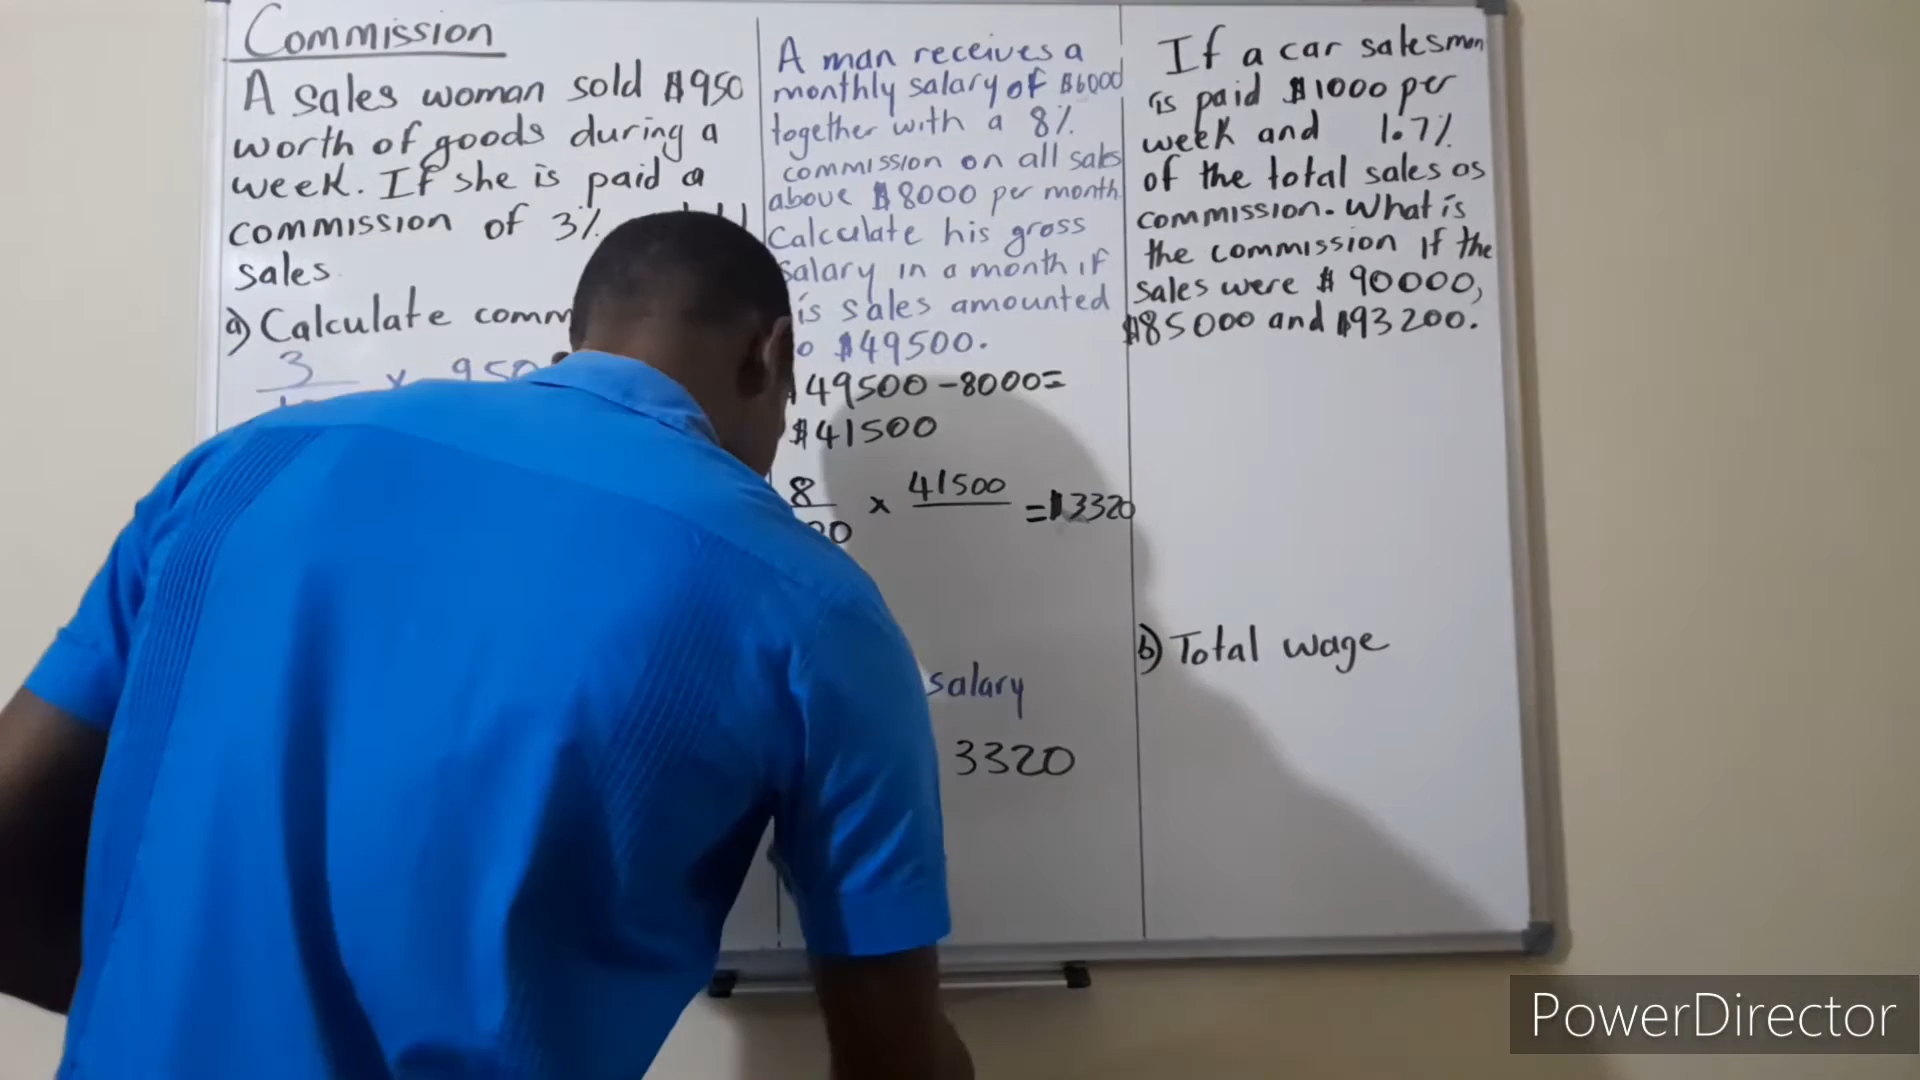 Commission
A sales woman sold $950
worth of goods during a
week. If she is paid a
commission of 3%
sales.
a) Calculate comm
3
× 950
A man receives a
monthly salary of $6000
together with a 8%
commission on all sales
above $8000 per month.
Calculate his gross
salary in a month if
is sales amounted
o $49500.
49500 - 8000 =
$41500
8
× 41500 = $3320
00
salary
3320
If a car salesman
is paid $1000 per
week and 1.7%
of the total sales as
commission. What is
the commission if the
sales were $90000,
$85000 and $93200.
b) Total wage
PowerDirector